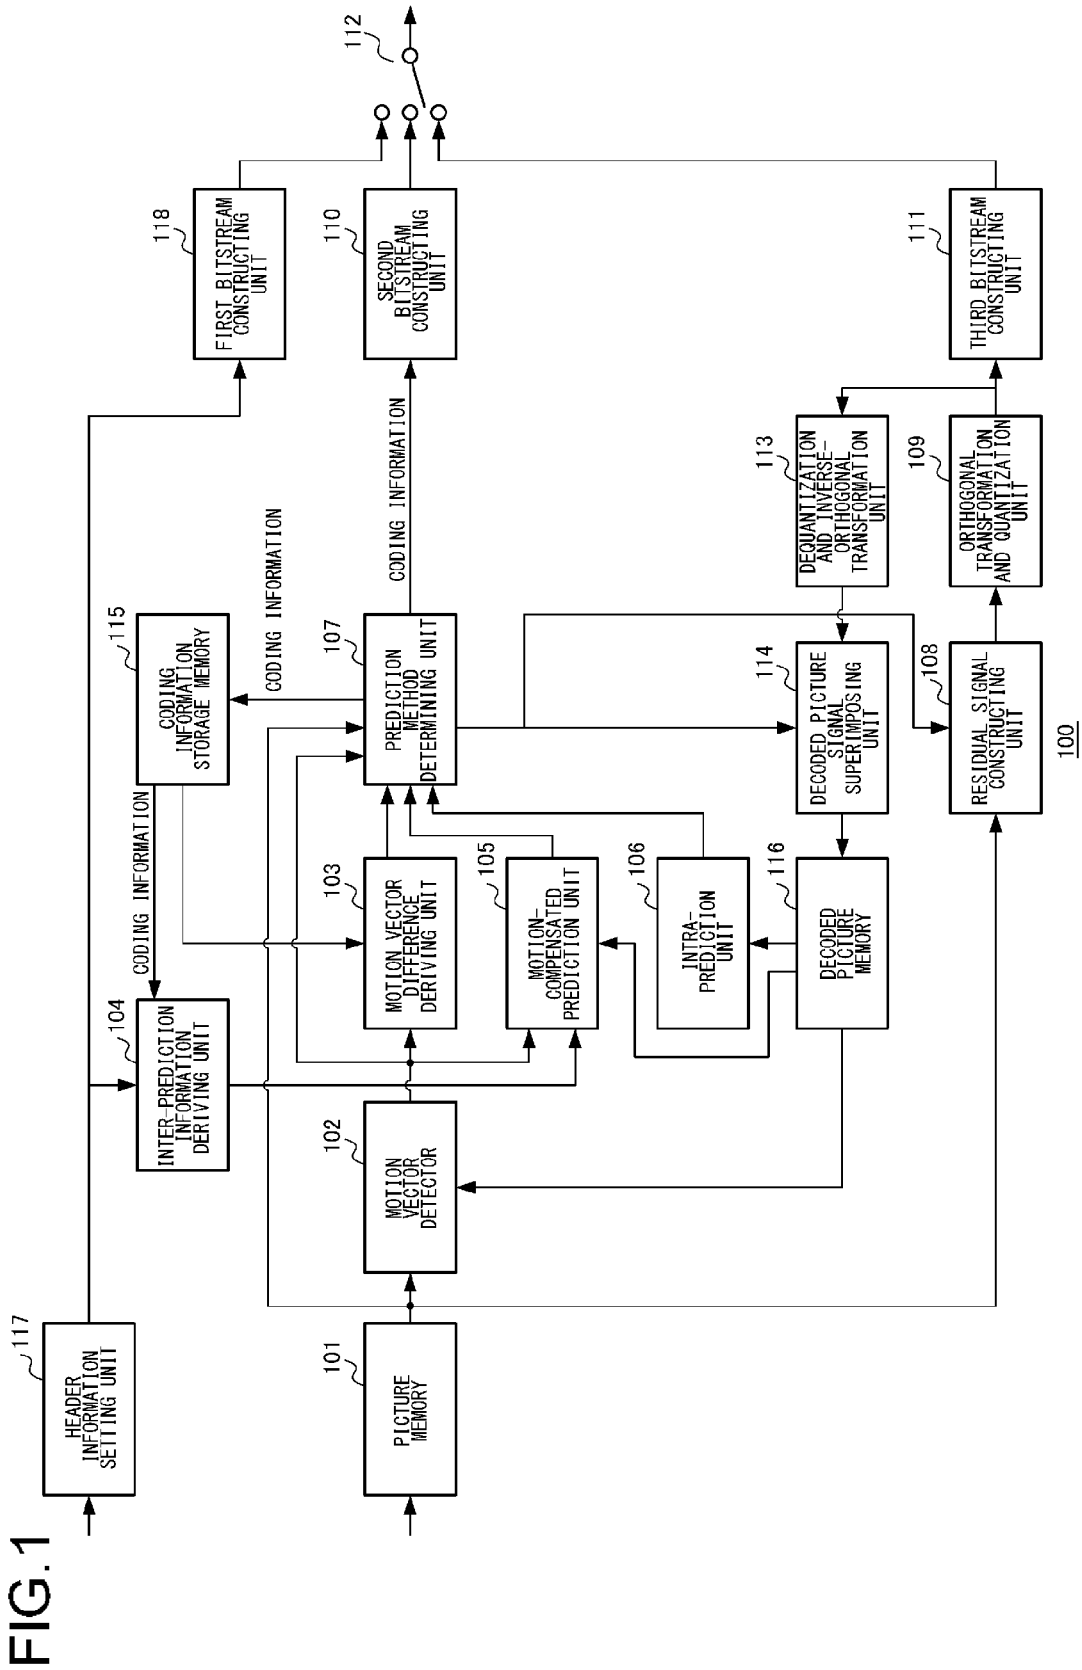 FIG.1
117
HEADER
INFORMATION
SETTING UNIT
118
FIRST BITSTREAM
CONSTRUCTING
UNIT
104
INTER-PREDICTION
INFORMATION
DERIVING UNIT
CODING INFORMATION
115
CODING
INFORMATION
STORAGE MEMORY
CODING INFORMATION
101
PICTURE
MEMORY
102
MOTION
VECTOR
DETECTOR
103
MOTION VECTOR
DIFFERENCE
DERIVING UNIT
107
PREDICTION
METHOD
DETERMINING UNIT
CODING INFORMATION
110
SECOND
BITSTREAM
CONSTRUCTING
UNIT
112
105
MOTION-
COMPENSATED
PREDICTION UNIT
106
INTRA-
PREDICTION
UNIT
116
DECODED
PICTURE
MEMORY
114
DECODED PICTURE
SIGNAL
SUPERIMPOSING
UNIT
113
DEQUANTIZATION
AND INVERSE-
ORTHOGONAL
TRANSFORMATION
UNIT
108
RESIDUAL SIGNAL
CONSTRUCTING
UNIT
109
ORTHOGONAL
TRANSFORMATION
AND QUANTIZATION
UNIT
111
THIRD BITSTREAM
CONSTRUCTING
UNIT
100